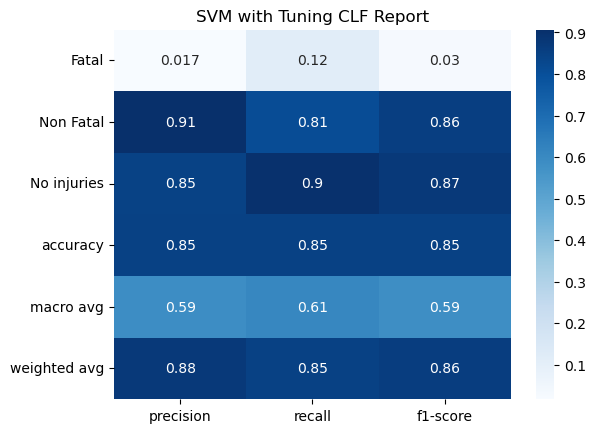 SVM with Tuning CLF Report
Fatal 0.017 0.12 0.03
Non Fatal 0.91 0.81 0.86
No injuries 0.85 0.9 0.87
accuracy 0.85 0.85 0.85
macro avg 0.59 0.61 0.59
weighted avg 0.88 0.85 0.86
precision recall f1-score
0.9
0.8
0.7
0.6
0.5
0.4
0.3
0.2
0.1